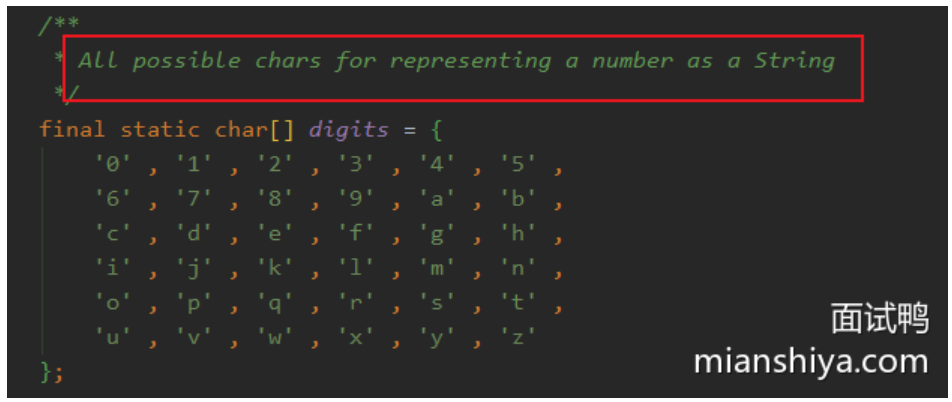 /**
* All possible chars for representing a number as a String
*/
final static char[] digits = {
'0' , '1' , '2' , '3' , '4' , '5' ,
'6' , '7' , '8' , '9' , 'a' , 'b' ,
'c' , 'd' , 'e' , 'f' , 'g' , 'h' ,
'i' , 'j' , 'k' , 'l' , 'm' , 'n' ,
'o' , 'p' , 'q' , 'r' , 's' , 't' ,
'u' , 'v' , 'w' , 'x' , 'y' , 'z'
};
面试鸭
mianshiya.com